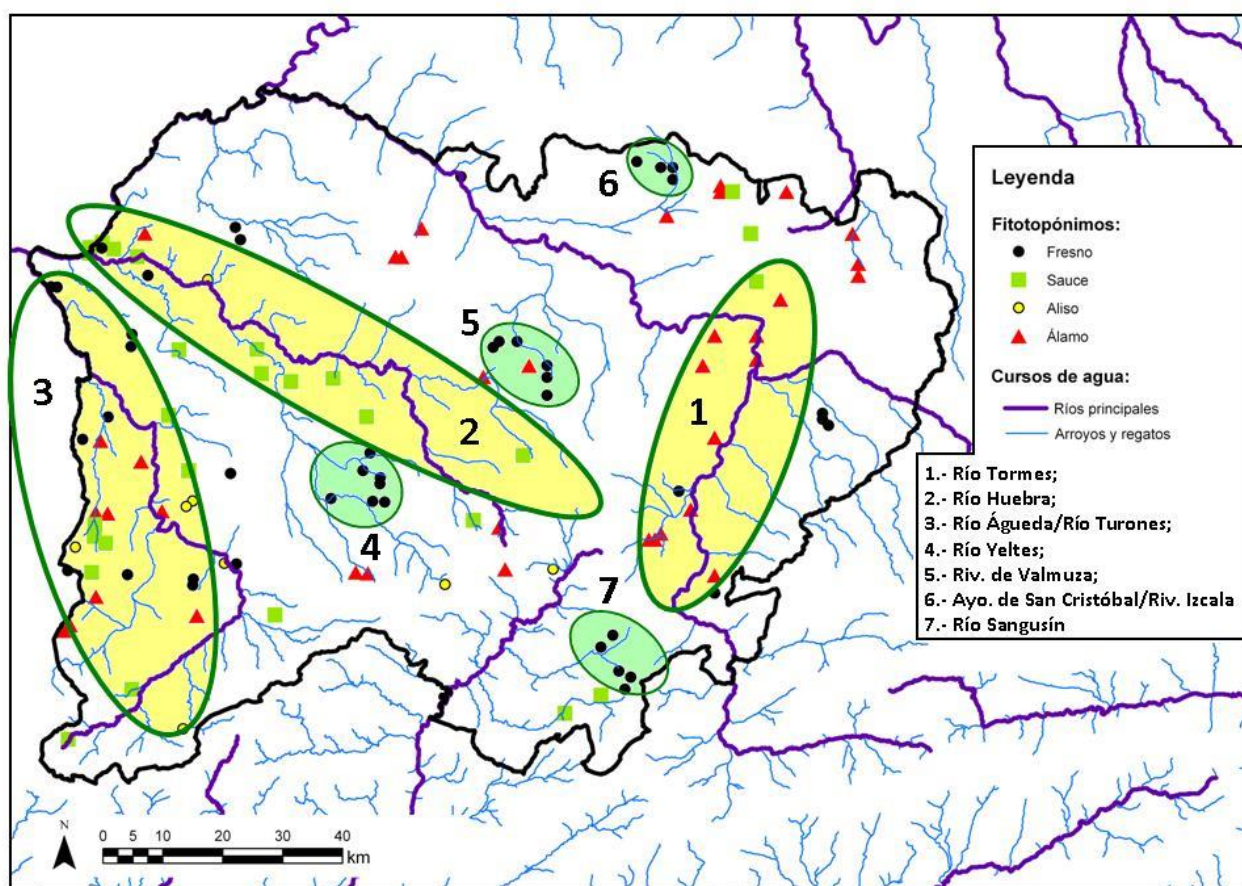 6
5
3
2
1
4
7
Leyenda
Fitotopónimos:
Fresno
Sauce
Aliso
Álamo
Cursos de agua:
Ríos principales
Arroyos y regatos
1.- Río Tormes;
2.- Río Huebra;
3.- Río Águeda/Río Turones;
4.- Río Yeltes;
5.- Riv. de Valmuza;
6.- Ayo. de San Cristóbal/Riv. Izcala
7.- Río Sangusín
N
0 5 10 20 30 40
km